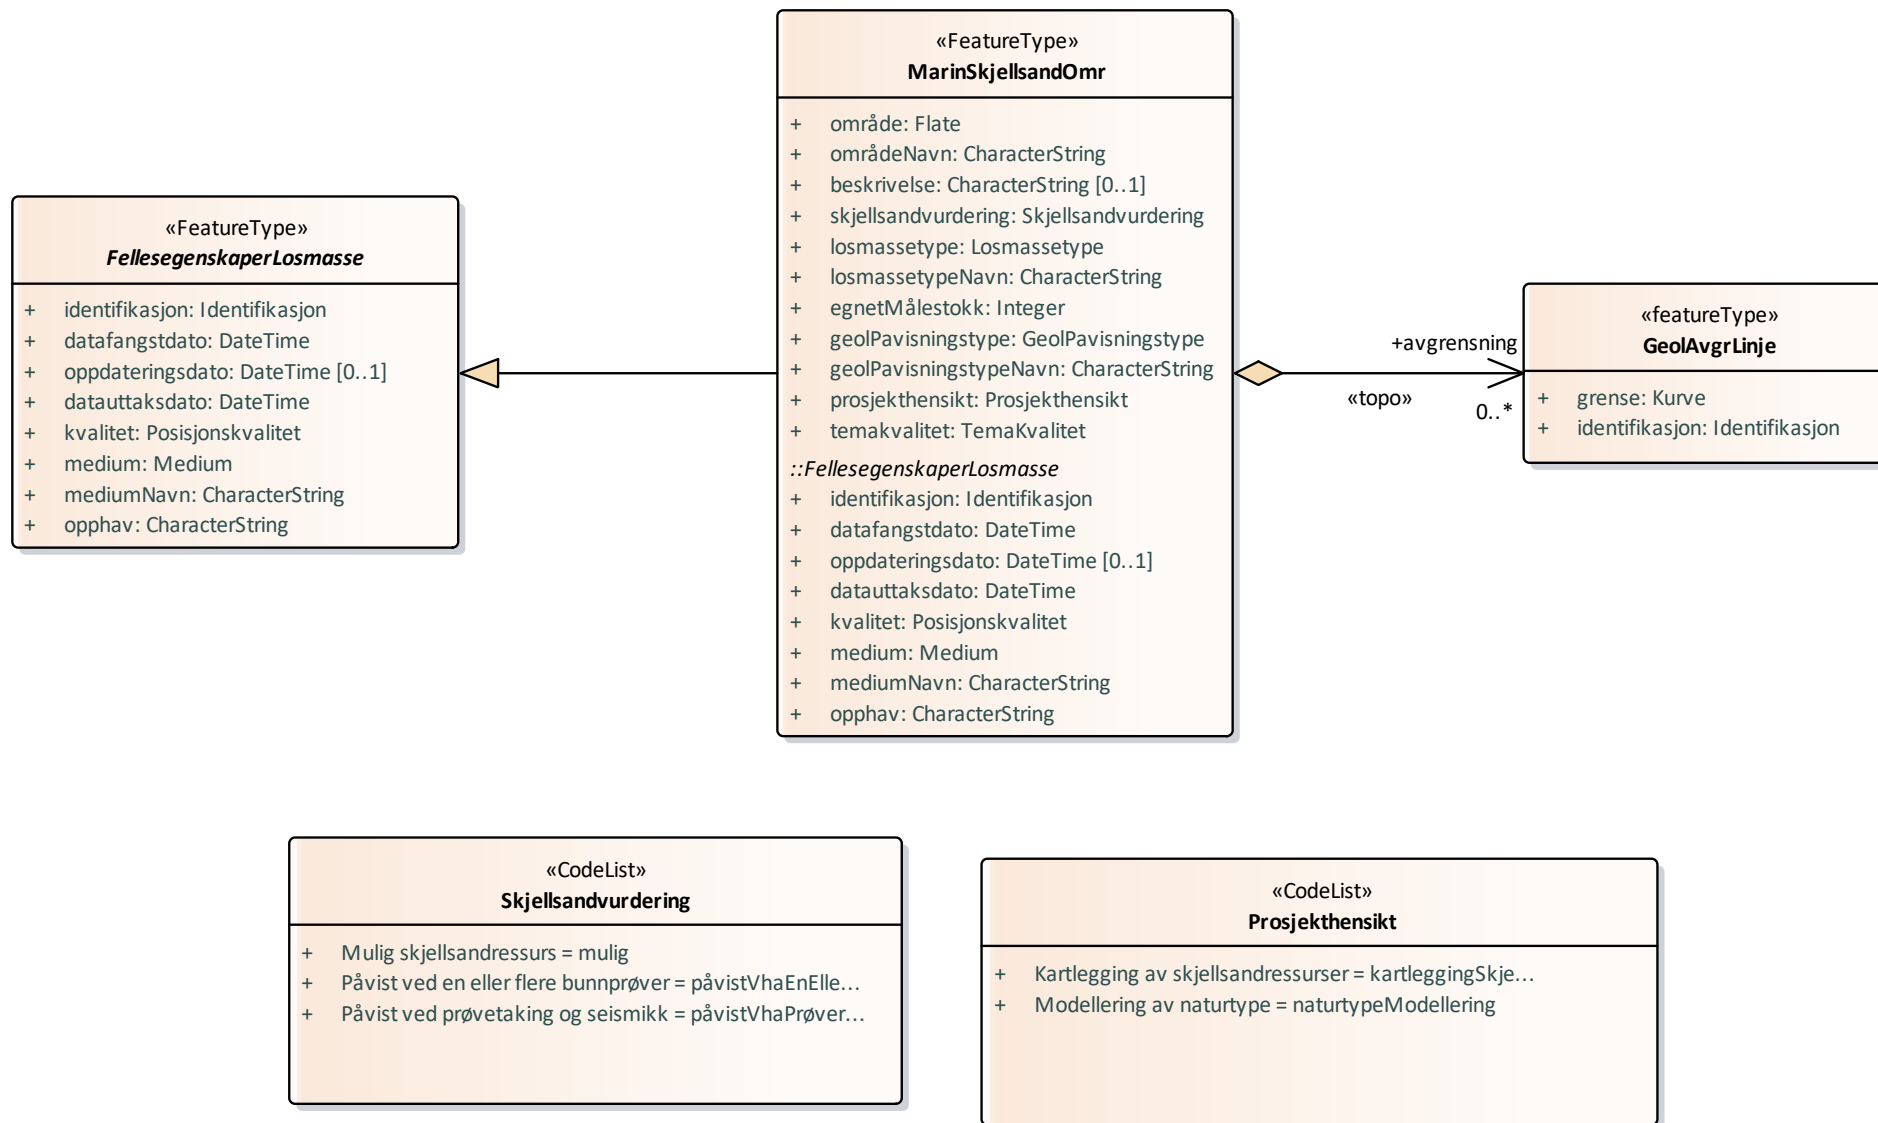 «FeatureType»
MarinSkjellsandOmr
+ område: Flate
+ områdeNavn: CharacterString
+ beskrivelse: CharacterString [0..1]
+ skjellsandvurdering: Skjellsandvurdering
+ losmassetype: Losmassetype
+ losmassetypeNavn: CharacterString
+ egnetMålestokk: Integer
+ geolPavisningstype: GeolPavisningstype
+ geolPavisningstypeNavn: CharacterString
+ prosjekthensikt: Prosjekthensikt
+ temakvalitet: TemaKvalitet
::FellesegenskaperLosmasse
+ identifikasjon: Identifikasjon
+ datafangstdato: DateTime
+ oppdateringsdato: DateTime [0..1]
+ datauttaksdato: DateTime
+ kvalitet: Posisjonskvalitet
+ medium: Medium
+ mediumNavn: CharacterString
+ opphav: CharacterString
«FeatureType»
FellesegenskaperLosmasse
+ identifikasjon: Identifikasjon
+ datafangstdato: DateTime
+ oppdateringsdato: DateTime [0..1]
+ datauttaksdato: DateTime
+ kvalitet: Posisjonskvalitet
+ medium: Medium
+ mediumNavn: CharacterString
+ opphav: CharacterString
+avgrensning
«topo»
0..*
«featureType»
GeolAvgrLinje
+ grense: Kurve
+ identifikasjon: Identifikasjon
«CodeList»
Skjellsandvurdering
+ Mulig skjellsandressurs = mulig
+ Påvist ved en eller flere bunnprøver = påvistVhaEnElle...
+ Påvist ved prøvetaking og seismikk = påvistVhaPrøver...
«CodeList»
Prosjekthensikt
+ Kartlegging av skjellsandressurser = kartleggingSkje...
+ Modellering av naturtype = naturtypeModellering